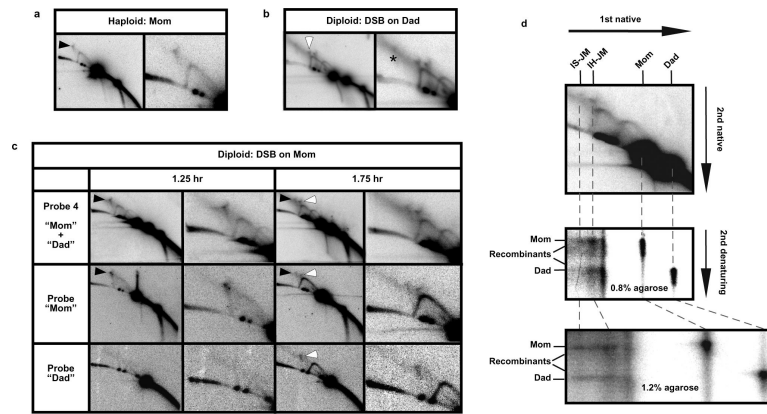 a
Haploid: Mom
b
Diploid: DSB on Dad
*
c
Diploid: DSB on Mom
1.25 hr
1.75 hr
Probe 4
“Mom”
+
“Dad”
Probe
“Mom”
Probe
“Dad”
d
1st native
IS-JM
IH-JM
Mom
Dad
2nd native
Mom
Recombinants
Dad
0.8% agarose
2nd denaturing
Mom
Recombinants
Dad
1.2% agarose